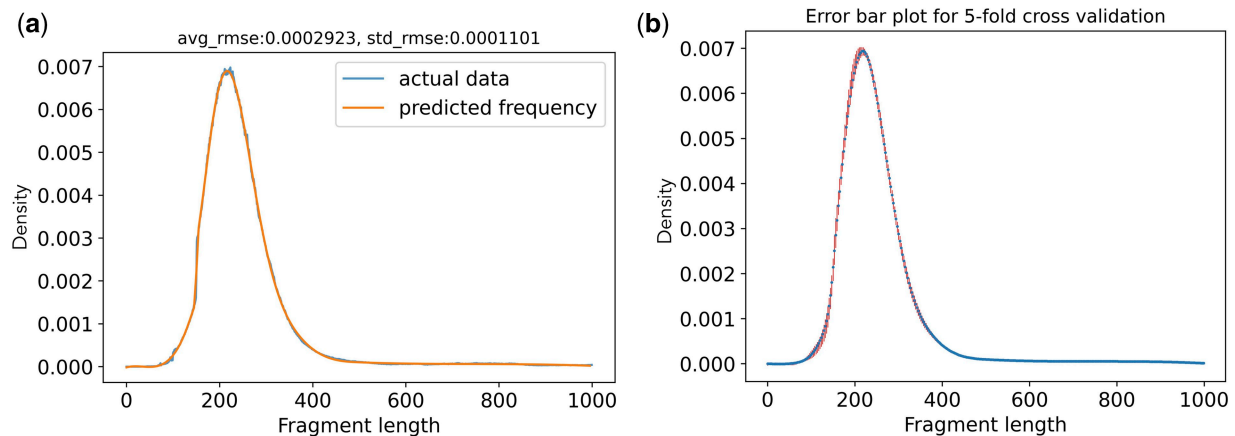 (a)
avg_rmse:0.0002923, std_rmse:0.0001101
actual data
predicted frequency
0.007
0.006
0.005
0.004
0.003
0.002
0.001
0.000
Density
0 200 400 600 800 1000
Fragment length
(b)
Error bar plot for 5-fold cross validation
0.007
0.006
0.005
0.004
0.003
0.002
0.001
0.000
Density
0 200 400 600 800 1000
Fragment length